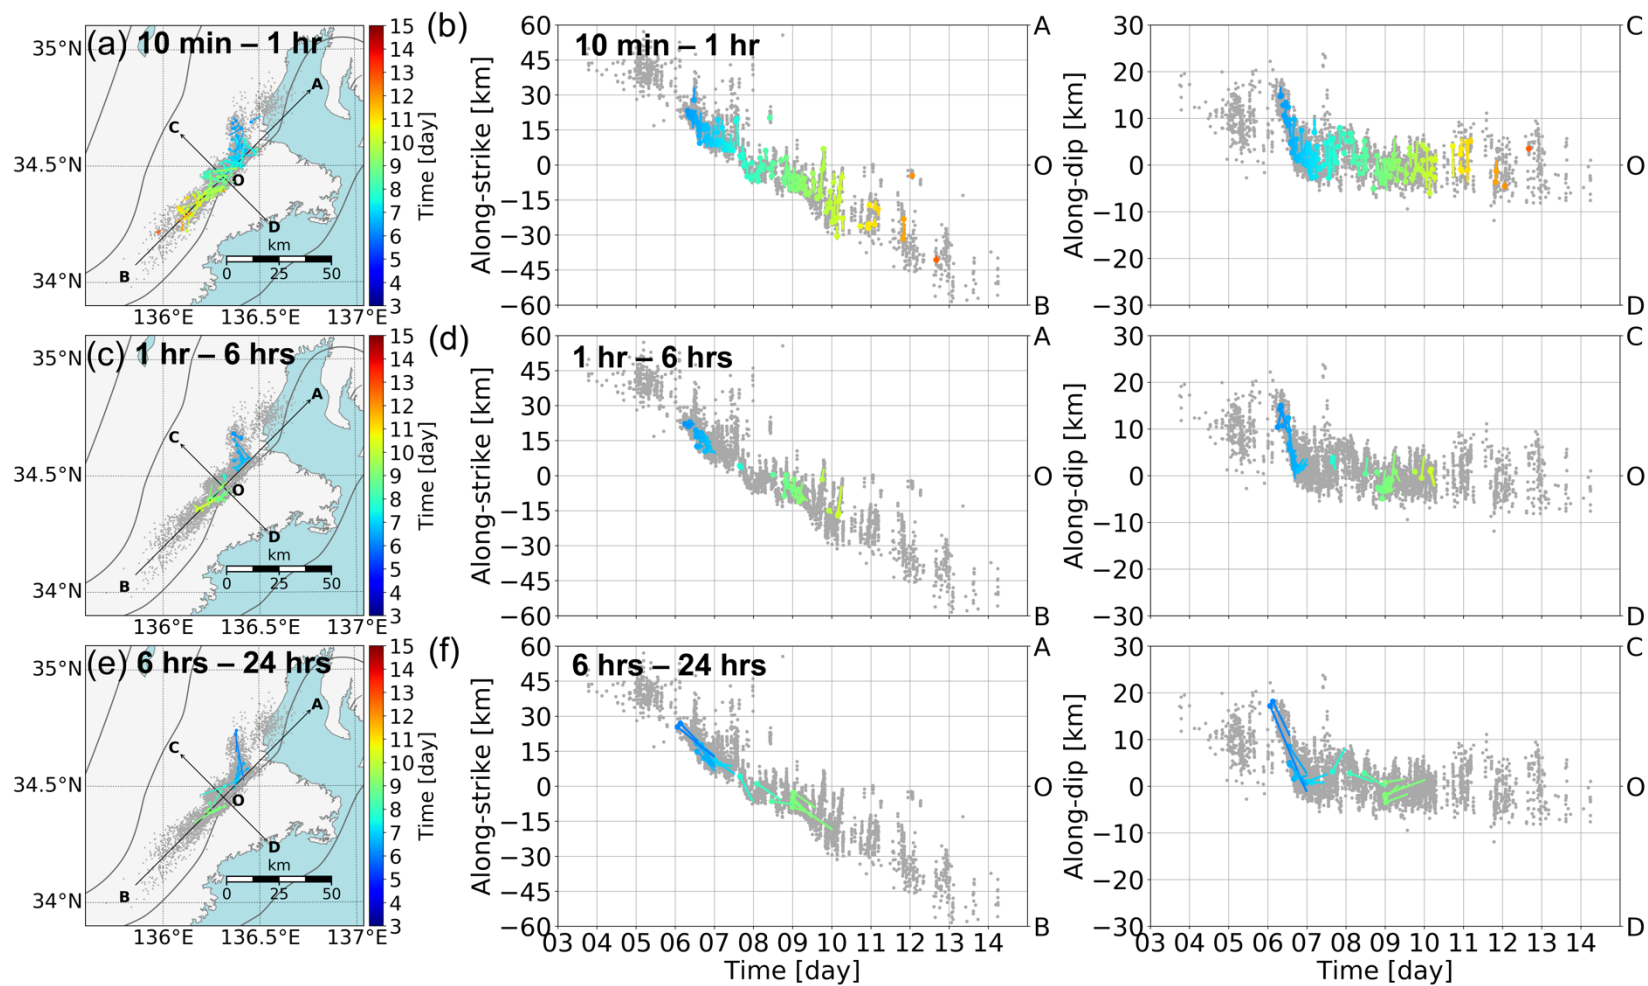 (a) 10 min – 1 hr
35°N
34.5°N
34°N
136°E 136.5°E 137°E
A
C
O
D
B
km
0 25 50
15
14
13
12
11
10
9
8
7
6
5
4
3
Time [day]
(b)
10 min – 1 hr
60
45
30
15
0
−15
−30
−45
−60
Along-strike [km]
A
O
B
30
20
10
0
−10
−20
−30
Along-dip [km]
C
O
D
(c) 1 hr – 6 hrs
35°N
34.5°N
34°N
136°E 136.5°E 137°E
A
C
O
D
B
km
0 25 50
15
14
13
12
11
10
9
8
7
6
5
4
3
Time [day]
(d)
1 hr – 6 hrs
60
45
30
15
0
−15
−30
−45
−60
Along-strike [km]
A
O
B
30
20
10
0
−10
−20
−30
Along-dip [km]
C
O
D
(e) 6 hrs – 24 hrs
35°N
34.5°N
34°N
136°E 136.5°E 137°E
A
C
O
D
B
km
0 25 50
15
14
13
12
11
10
9
8
7
6
5
4
3
Time [day]
(f)
6 hrs – 24 hrs
60
45
30
15
0
−15
−30
−45
−60
Along-strike [km]
A
O
B
03 04 05 06 07 08 09 10 11 12 13 14
Time [day]
30
20
10
0
−10
−20
−30
Along-dip [km]
C
O
D
03 04 05 06 07 08 09 10 11 12 13 14
Time [day]